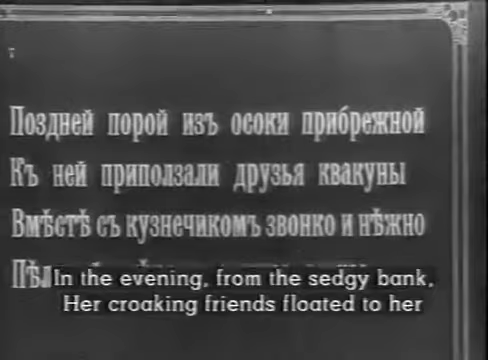 Поздней порой изъ осоки прибрежной
Къ ней приползали друзья квакуны
Вмѣстѣ съ кузнечикомъ звонко и нѣжно
In the evening, from the sedgy bank,
Her croaking friends floated to her